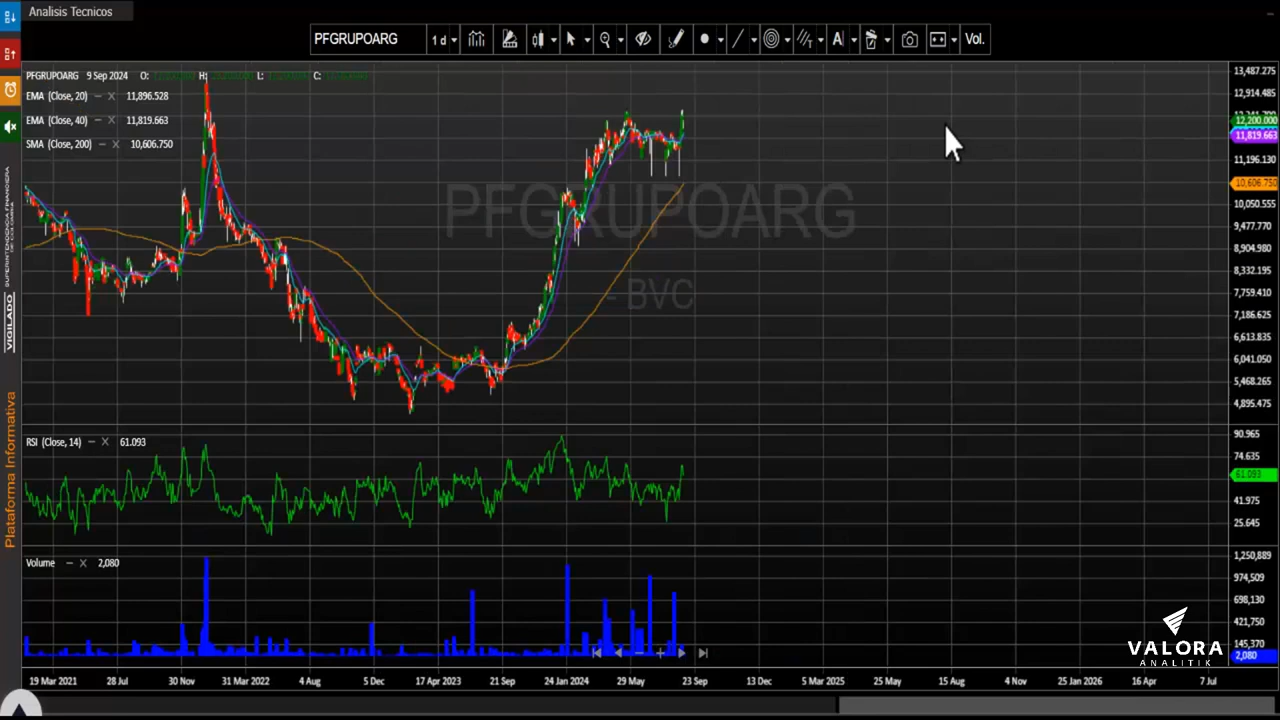 Analisis Tecnicos
PFGRUPOARG
1 d
A
Vol.
PFGRUPOARG 9 Sep 2024 O: H: L: C:
EMA (Close, 20) 11,896.528
EMA (Close, 40) 11,819.663
SMA (Close, 200) 10,606.750
PFGRUPOARG
- BVC
13,487.275
12,914.485
12,200.000
11,819.663
11,196.130
10,606.750
10,050.555
9,477.770
8,904.980
8,332.195
7,759.410
7,186.625
6,613.835
6,041.050
5,468.265
4,895.475
RSI (Close, 14) 61.093
90.965
74.635
61.093
41.975
25.645
Volume 2,080
1,250,889
974,509
698,130
421,750
145,370
2,080
19 Mar 2021 28 Jul 30 Nov 31 Mar 2022 4 Aug 5 Dec 17 Apr 2023 21 Sep 24 Jan 2024 29 May 23 Sep 13 Dec 5 Mar 2025 25 May 15 Aug 4 Nov 25 Jan 2026 16 Apr 7 Jul
VIGILADO SUPERINTENDENCIA FINANCIERA DE COLOMBIA
Plataforma Informativa
VALORA
ANALITIK